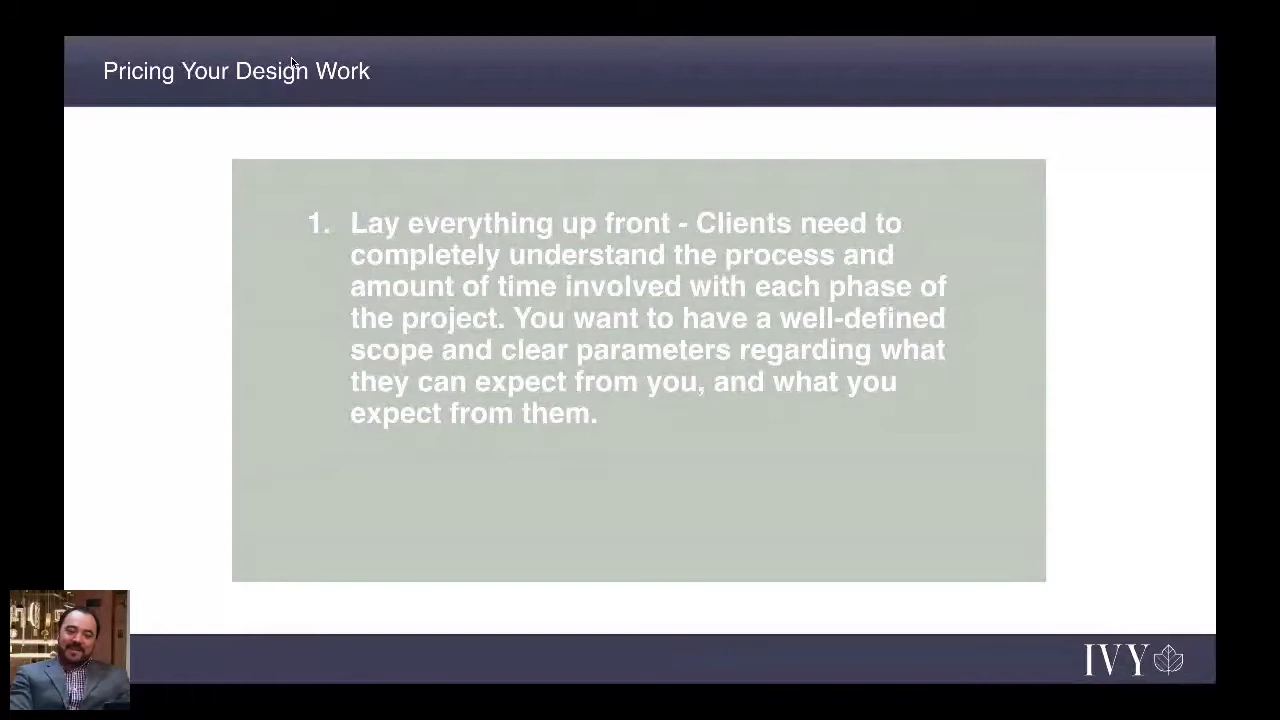 Pricing Your Design Work
1. Lay everything up front - Clients need to
completely understand the process and
amount of time involved with each phase of
the project. You want to have a well-defined
scope and clear parameters regarding what
they can expect from you, and what you
expect from them.
IVY